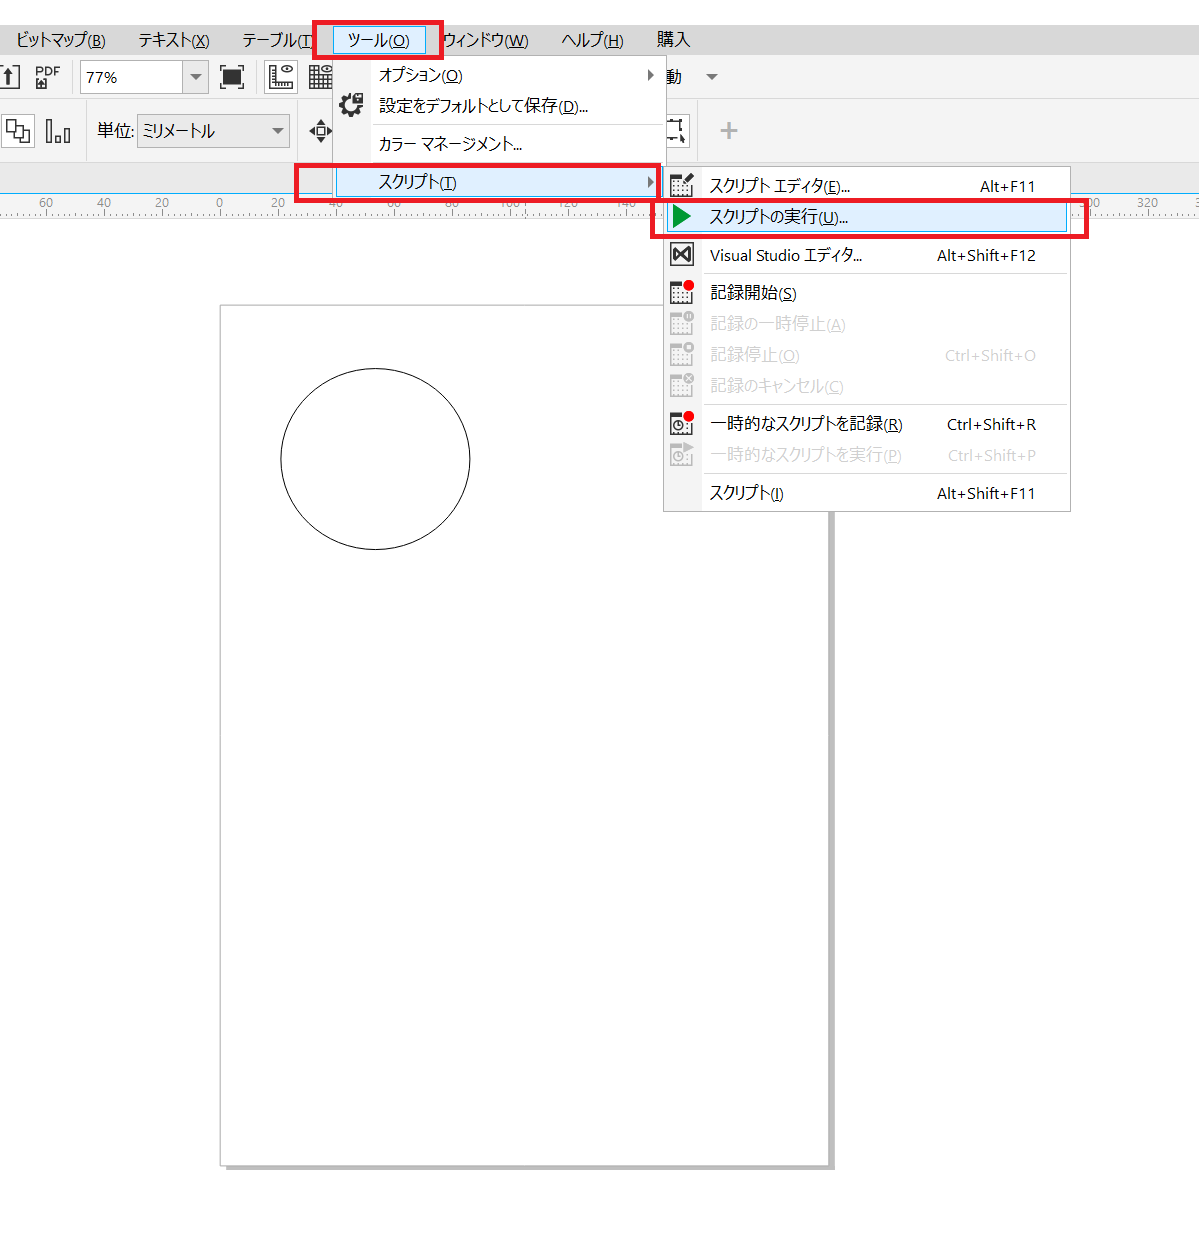 ビットマップ(B) テキスト(X) テーブル(T) ツール(O) ウィンドウ(W) ヘルプ(H) 購入
PDF 77% 動
オプション(O)
設定をデフォルトとして保存(D)...
単位: ミリメートル
カラー マネージメント...
スクリプト(T)
スクリプト エディタ(E)... Alt+F11
60 40 20 0 20 40 60 80 100 120 140 300 320
スクリプトの実行(U)...
Visual Studio エディタ... Alt+Shift+F12
記録開始(S)
記録の一時停止(A)
記録停止(O) Ctrl+Shift+O
記録のキャンセル(C)
一時的なスクリプトを記録(R) Ctrl+Shift+R
一時的なスクリプトを実行(P) Ctrl+Shift+P
スクリプト(I) Alt+Shift+F11